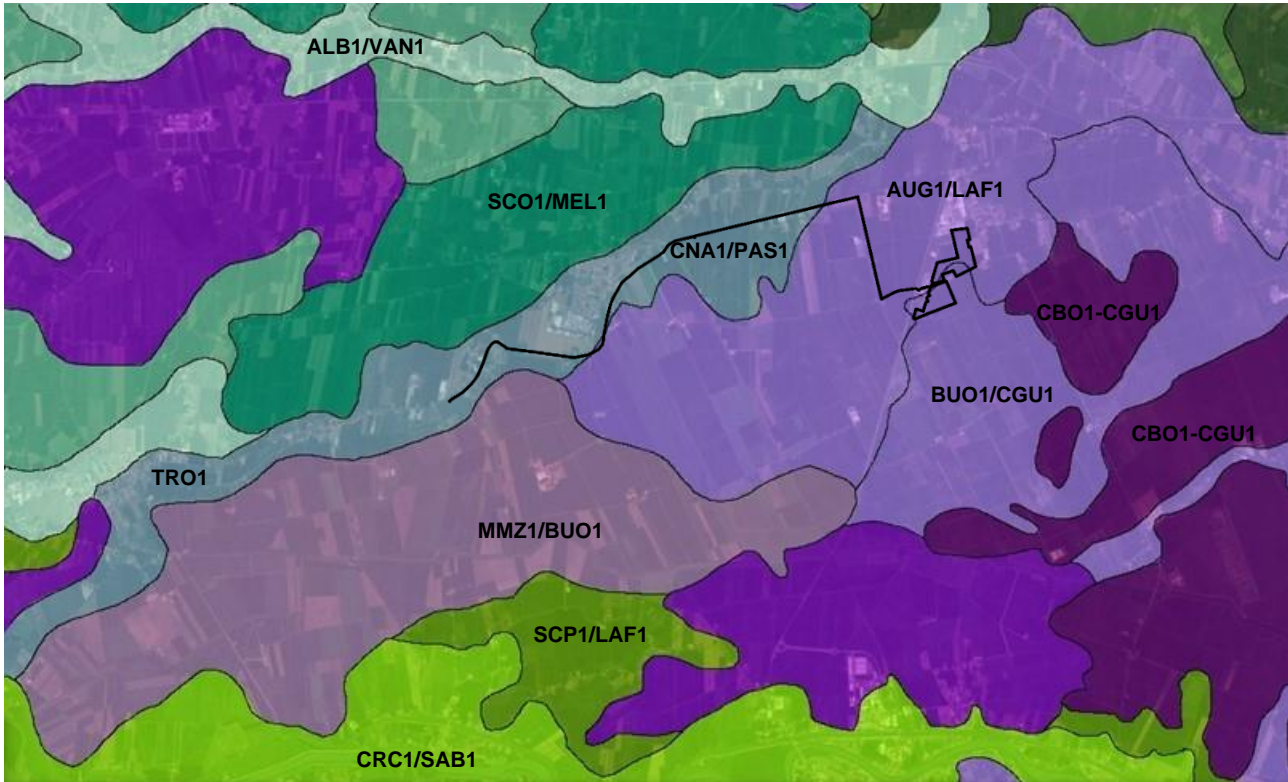 ALB1/VAN1
AUG1/LAF1
SCO1/MEL1
CNA1/PAS1
CBO1-CGU1
BUO1/CGU1
CBO1-CGU1
TRO1
MMZ1/BUO1
SCP1/LAF1
CRC1/SAB1